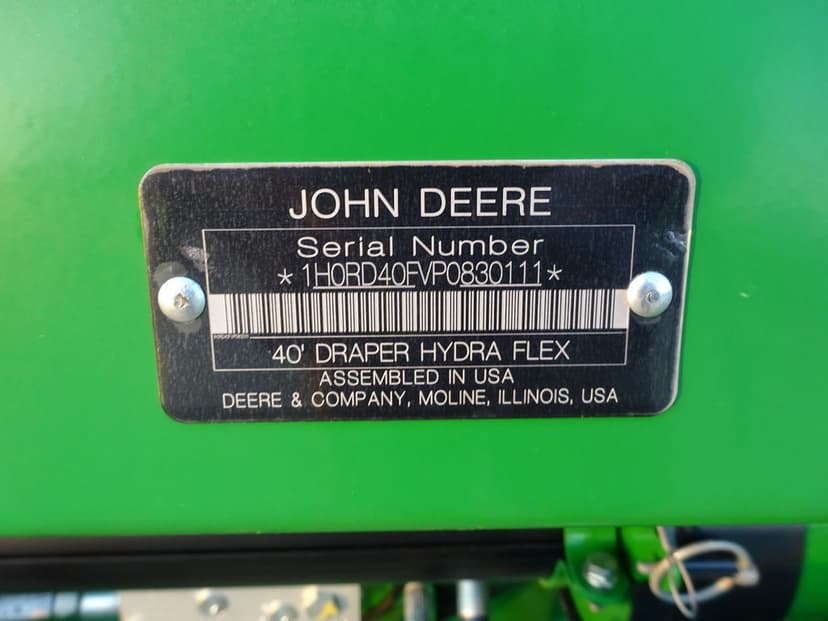 JOHN DEERE
Serial Number
*1H0RD40FVP0830111*
40' DRAPER HYDRA FLEX
ASSEMBLED IN USA
DEERE & COMPANY, MOLINE, ILLINOIS, USA